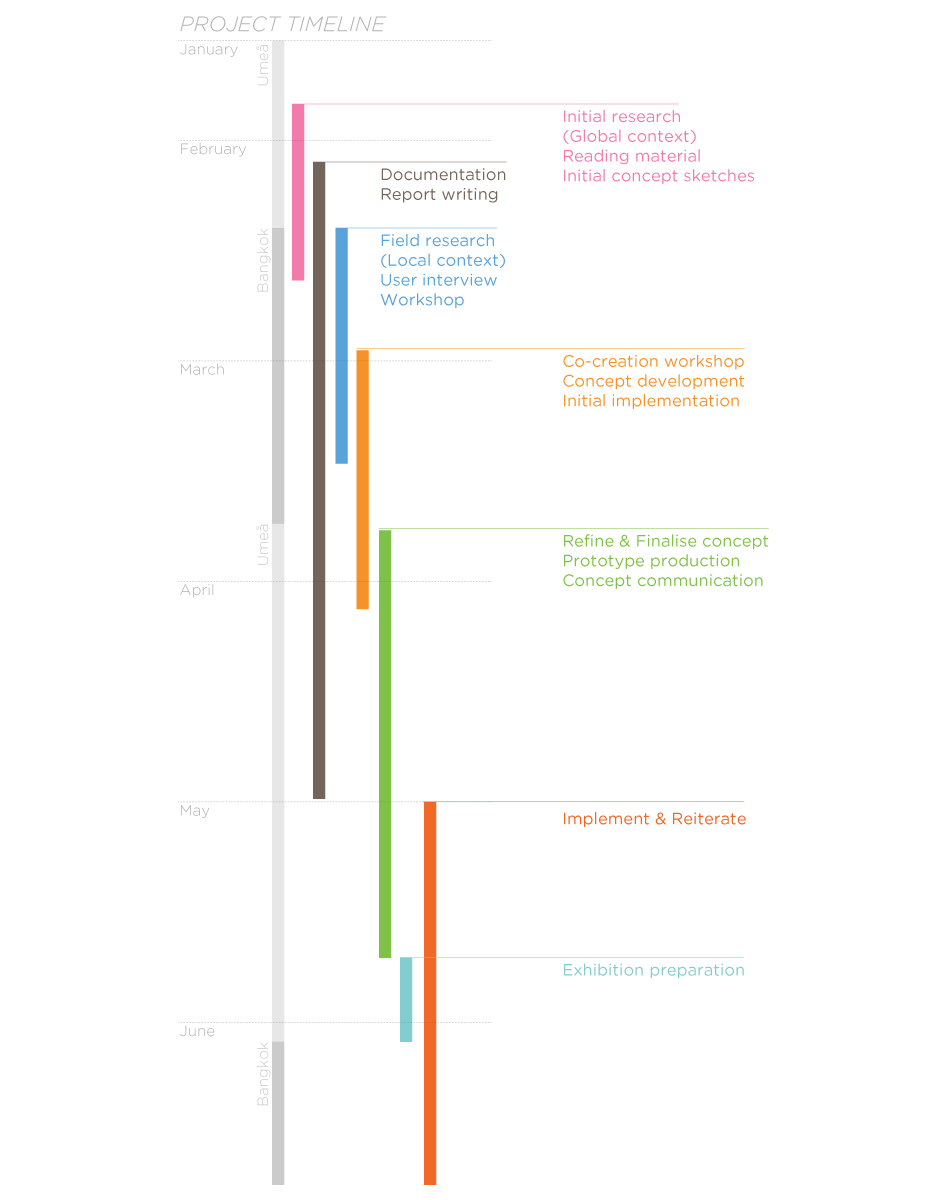 PROJECT TIMELINE
January
Umeå
Initial research
(Global context)
Reading material
Initial concept sketches
February
Documentation
Report writing
Bangkok
Field research
(Local context)
User interview
Workshop
March
Co-creation workshop
Concept development
Initial implementation
Umeå
Refine & Finalise concept
Prototype production
Concept communication
April
May
Implement & Reiterate
Exhibition preparation
June
Bangkok